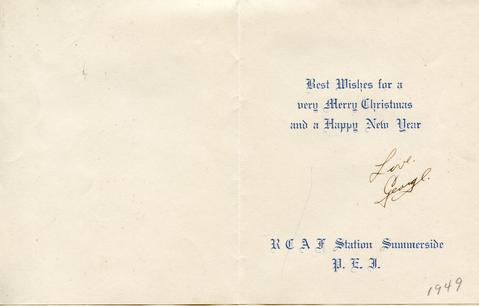 Best Wishes for a
very Merry Christmas
and a Happy New Year
Love.
George.
R C A F Station Summerside
P. E. I.
1949